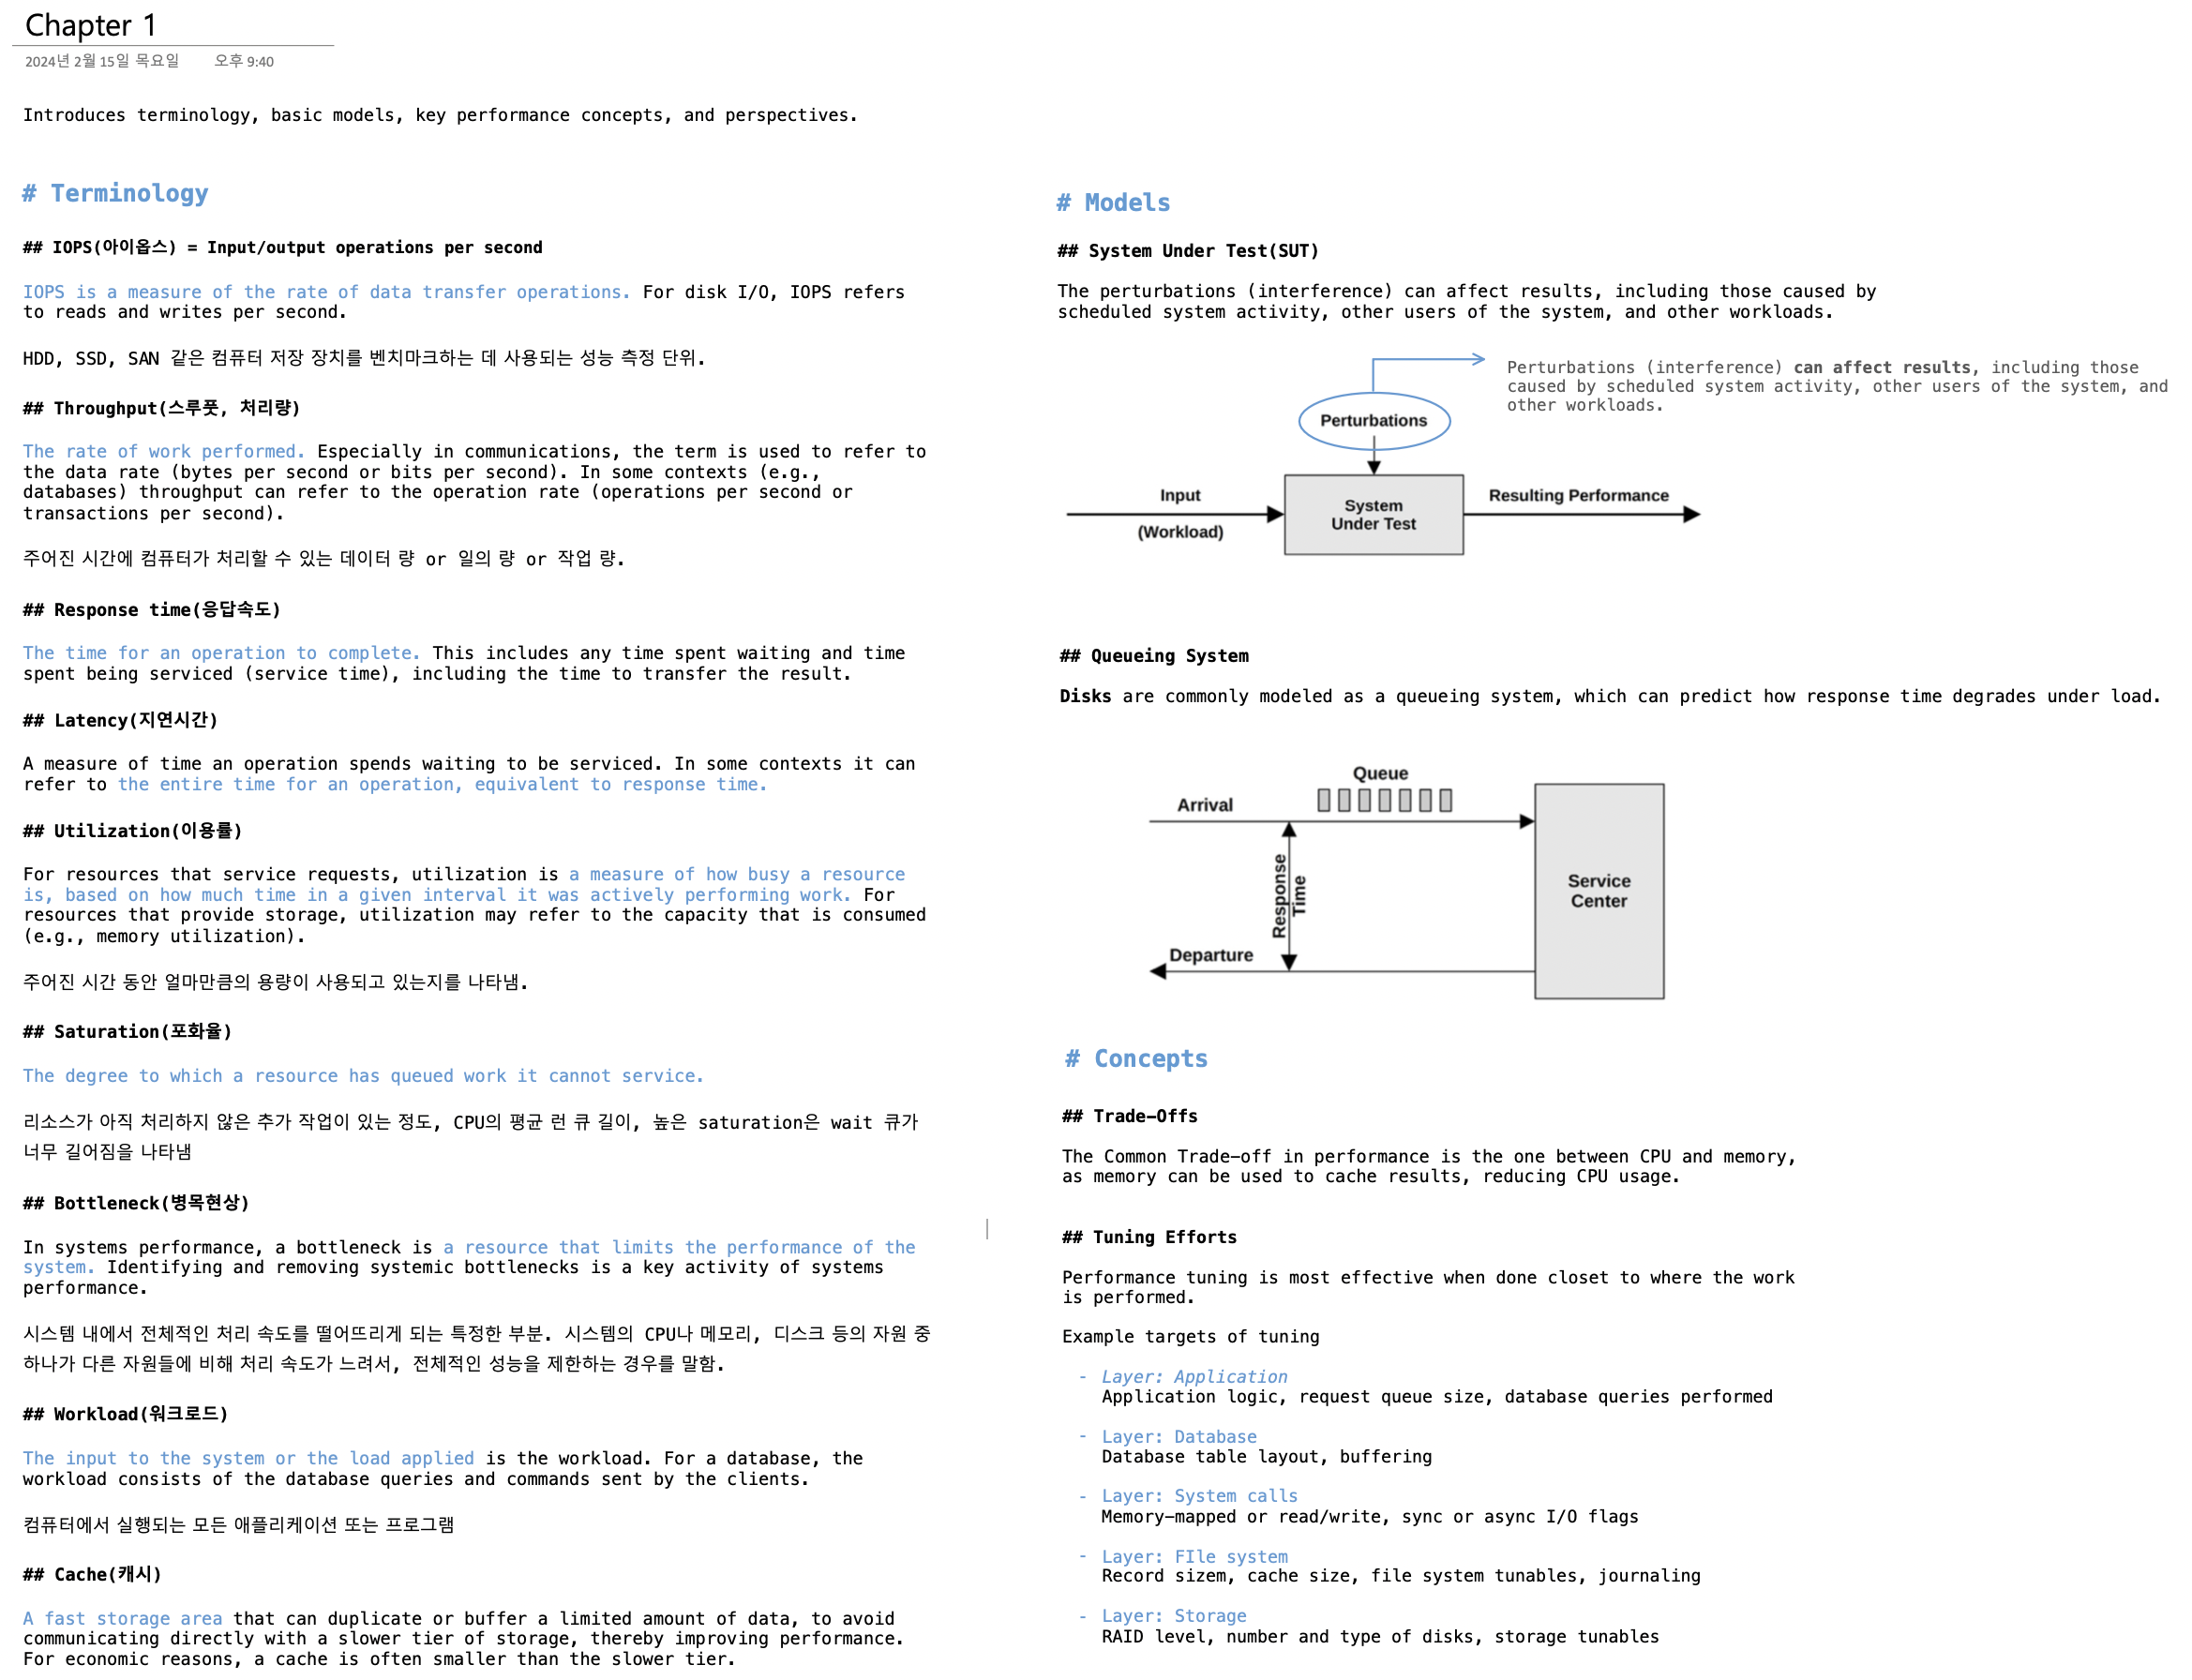 Chapter 1
2024년 2월 15일 목요일 오후 9:40
Introduces terminology, basic models, key performance concepts, and perspectives.
# Terminology
## IOPS(아이옵스) = Input/output operations per second
IOPS is a measure of the rate of data transfer operations. For disk I/O, IOPS refers
to reads and writes per second.
HDD, SSD, SAN 같은 컴퓨터 저장 장치를 벤치마크하는 데 사용되는 성능 측정 단위.
## Throughput(스루풋, 처리량)
The rate of work performed. Especially in communications, the term is used to refer to
the data rate (bytes per second or bits per second). In some contexts (e.g.,
databases) throughput can refer to the operation rate (operations per second or
transactions per second).
주어진 시간에 컴퓨터가 처리할 수 있는 데이터 량 or 일의 량 or 작업 량.
## Response time(응답속도)
The time for an operation to complete. This includes any time spent waiting and time
spent being serviced (service time), including the time to transfer the result.
## Latency(지연시간)
A measure of time an operation spends waiting to be serviced. In some contexts it can
refer to the entire time for an operation, equivalent to response time.
## Utilization(이용률)
For resources that service requests, utilization is a measure of how busy a resource
is, based on how much time in a given interval it was actively performing work. For
resources that provide storage, utilization may refer to the capacity that is consumed
(e.g., memory utilization).
주어진 시간 동안 얼마만큼의 용량이 사용되고 있는지를 나타냄.
## Saturation(포화율)
The degree to which a resource has queued work it cannot service.
리소스가 아직 처리하지 않은 추가 작업이 있는 정도, CPU의 평균 런 큐 길이, 높은 saturation은 wait 큐가
너무 길어짐을 나타냄
## Bottleneck(병목현상)
In systems performance, a bottleneck is a resource that limits the performance of the
system. Identifying and removing systemic bottlenecks is a key activity of systems
performance.
시스템 내에서 전체적인 처리 속도를 떨어뜨리게 되는 특정한 부분. 시스템의 CPU나 메모리, 디스크 등의 자원 중
하나가 다른 자원들에 비해 처리 속도가 느려서, 전체적인 성능을 제한하는 경우를 말함.
## Workload(워크로드)
The input to the system or the load applied is the workload. For a database, the
workload consists of the database queries and commands sent by the clients.
컴퓨터에서 실행되는 모든 애플리케이션 또는 프로그램
## Cache(캐시)
A fast storage area that can duplicate or buffer a limited amount of data, to avoid
communicating directly with a slower tier of storage, thereby improving performance.
For economic reasons, a cache is often smaller than the slower tier.
# Models
## System Under Test(SUT)
The perturbations (interference) can affect results, including those caused by
scheduled system activity, other users of the system, and other workloads.
Perturbations (interference) can affect results, including those
caused by scheduled system activity, other users of the system, and
other workloads.
Perturbations
Input
(Workload)
System
Under Test
Resulting Performance
## Queueing System
Disks are commonly modeled as a queueing system, which can predict how response time degrades under load.
Queue
Arrival
Response
Time
Service
Center
Departure
# Concepts
## Trade-Offs
The Common Trade-off in performance is the one between CPU and memory,
as memory can be used to cache results, reducing CPU usage.
## Tuning Efforts
Performance tuning is most effective when done closet to where the work
is performed.
Example targets of tuning
- Layer: Application
Application logic, request queue size, database queries performed
- Layer: Database
Database table layout, buffering
- Layer: System calls
Memory-mapped or read/write, sync or async I/O flags
- Layer: FIle system
Record sizem, cache size, file system tunables, journaling
- Layer: Storage
RAID level, number and type of disks, storage tunables